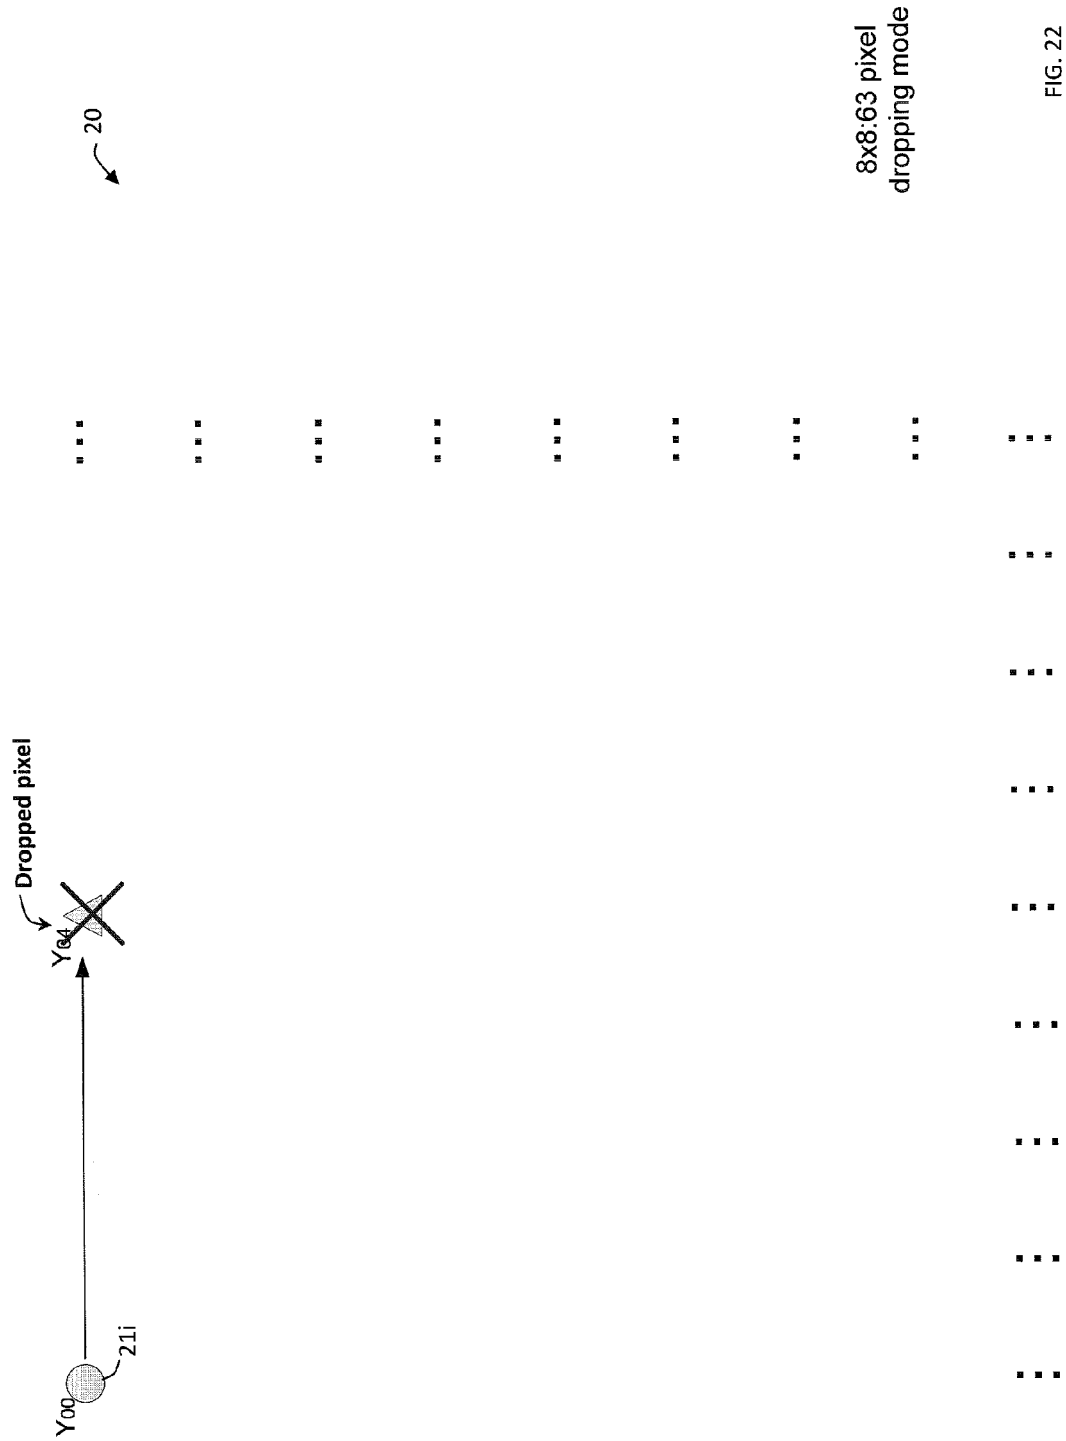 20
Dropped pixel
Y00
Y04
21i
8x8:63 pixel
dropping mode
FIG. 22